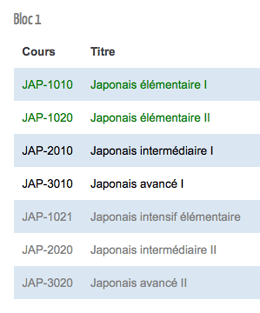 Bloc 1
Cours Titre
JAP-1010 Japonais élémentaire I
JAP-1020 Japonais élémentaire II
JAP-2010 Japonais intermédiaire I
JAP-3010 Japonais avancé I
JAP-1021 Japonais intensif élémentaire
JAP-2020 Japonais intermédiaire II
JAP-3020 Japonais avancé II